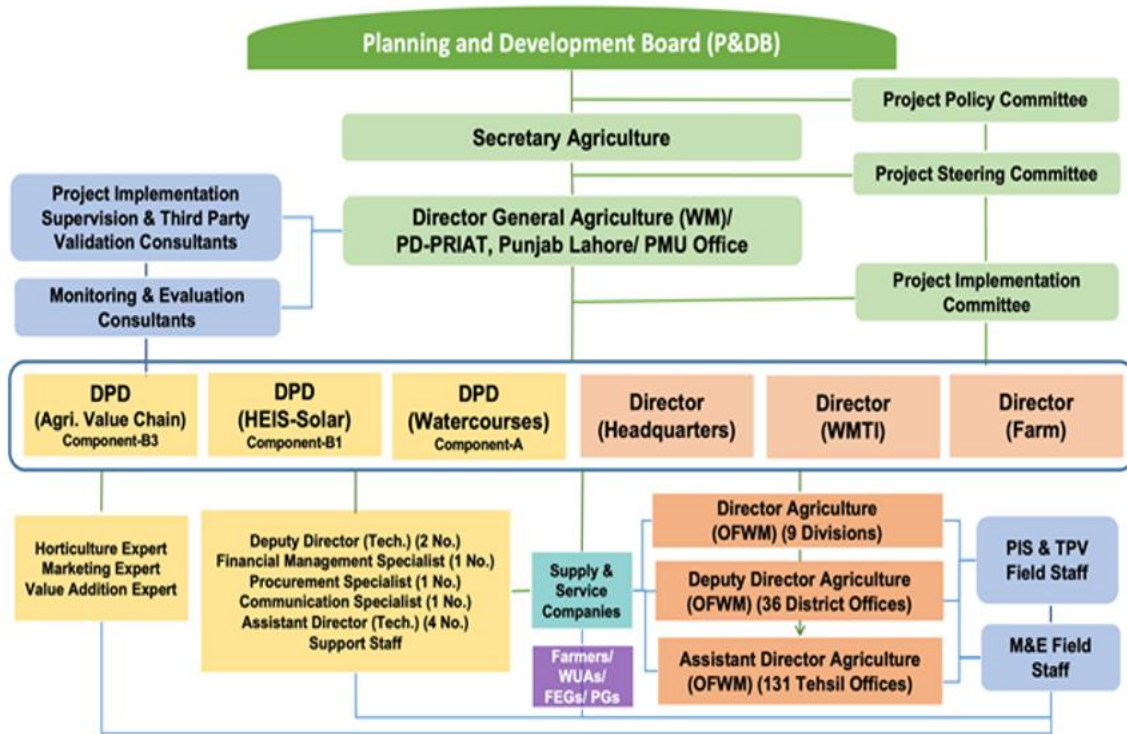 Planning and Development Board (P&DB)
Project Policy Committee
Secretary Agriculture
Project Steering Committee
Project Implementation
Supervision & Third Party
Validation Consultants
Director General Agriculture (WM)/
PD-PRIAT, Punjab Lahore/ PMU Office
Monitoring & Evaluation
Consultants
Project Implementation
Committee
DPD
(Agri. Value Chain)
Component-B3
DPD
(HEIS-Solar)
Component-B1
DPD
(Watercourses)
Component-A
Director
(Headquarters)
Director
(WMTI)
Director
(Farm)
Horticulture Expert
Marketing Expert
Value Addition Expert
Deputy Director (Tech.) (2 No.)
Financial Management Specialist (1 No.)
Procurement Specialist (1 No.)
Communication Specialist (1 No.)
Assistant Director (Tech.) (4 No.)
Support Staff
Supply &
Service
Companies
Farmers/
WUAs/
FEGs/ PGs
Director Agriculture
(OFWM) (9 Divisions)
Deputy Director Agriculture
(OFWM) (36 District Offices)
Assistant Director Agriculture
(OFWM) (131 Tehsil Offices)
PIS & TPV
Field Staff
M&E Field
Staff